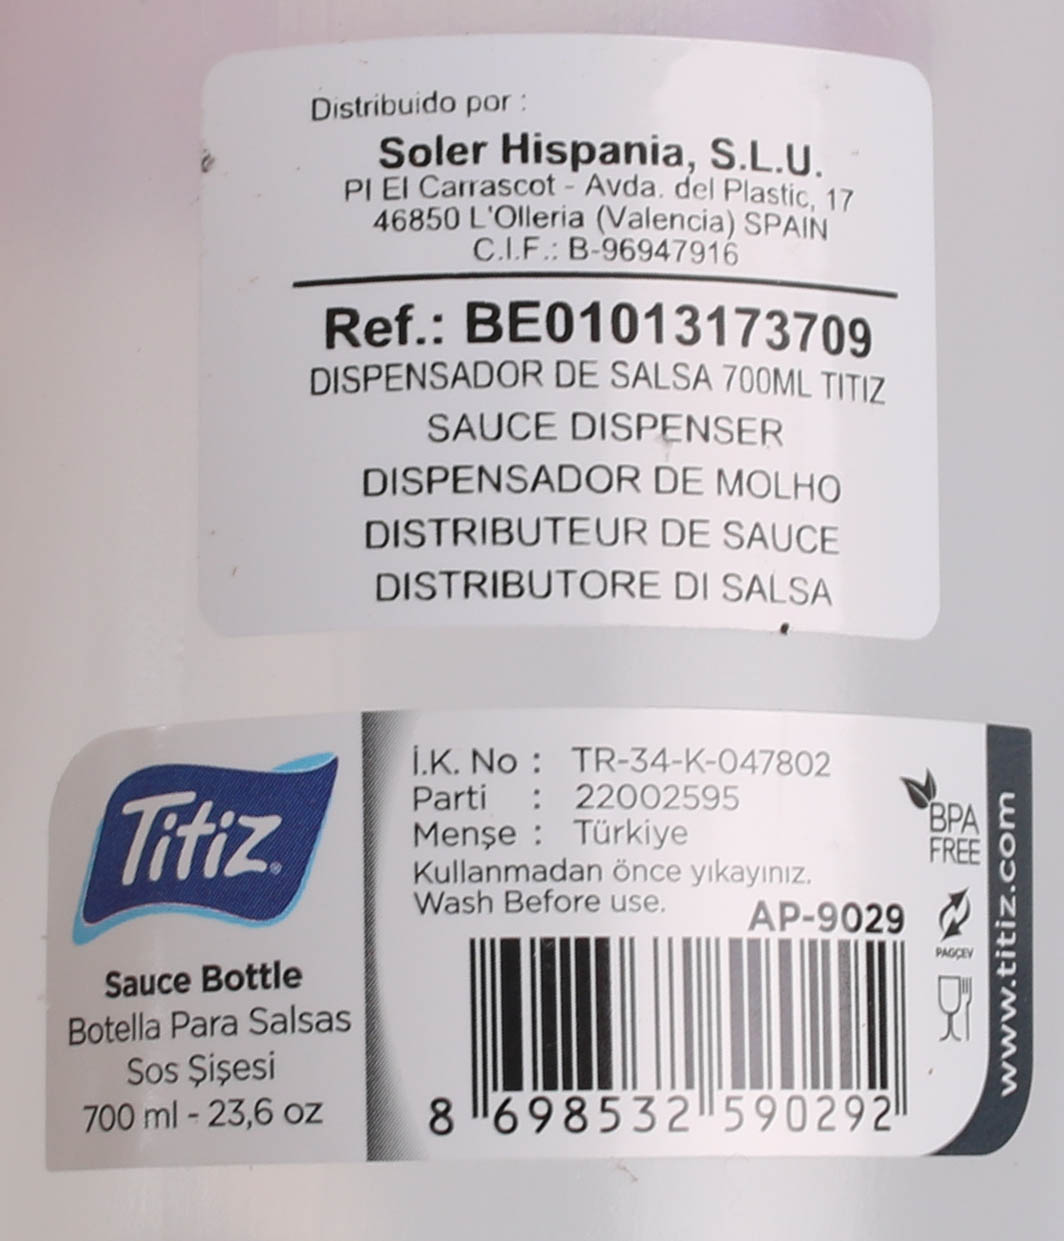 Distribuido por :
Soler Hispania, S.L.U.
PI El Carrascot - Avda. del Plastic, 17
46850 L'Olleria (Valencia) SPAIN
C.I.F.: B-96947916
Ref.: BE01013173709
DISPENSADOR DE SALSA 700ML TITIZ
SAUCE DISPENSER
DISPENSADOR DE MOLHO
DISTRIBUTEUR DE SAUCE
DISTRIBUTORE DI SALSA
Titiz®
Sauce Bottle
Botella Para Salsas
Sos Şişesi
700 ml - 23,6 oz
İ.K. No : TR-34-K-047802
Parti : 22002595
Menşe : Türkiye
Kullanmadan önce yıkayınız.
Wash Before use.
AP-9029
8 698532 590292
BPA
FREE
PAGÇEV
www.titiz.com